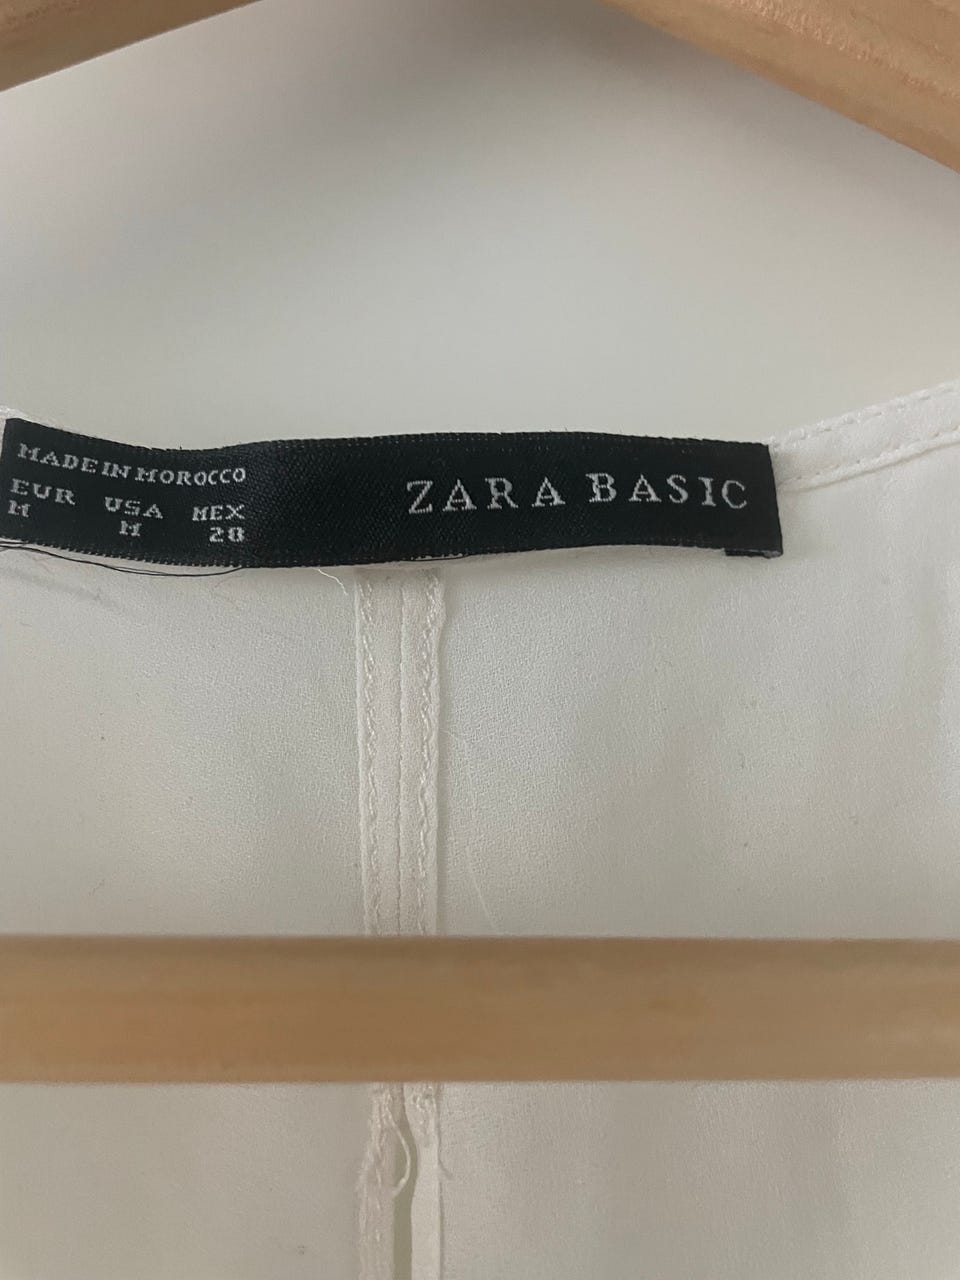 MADE IN MOROCCO
EUR USA MEX
M M 28
ZARA BASIC